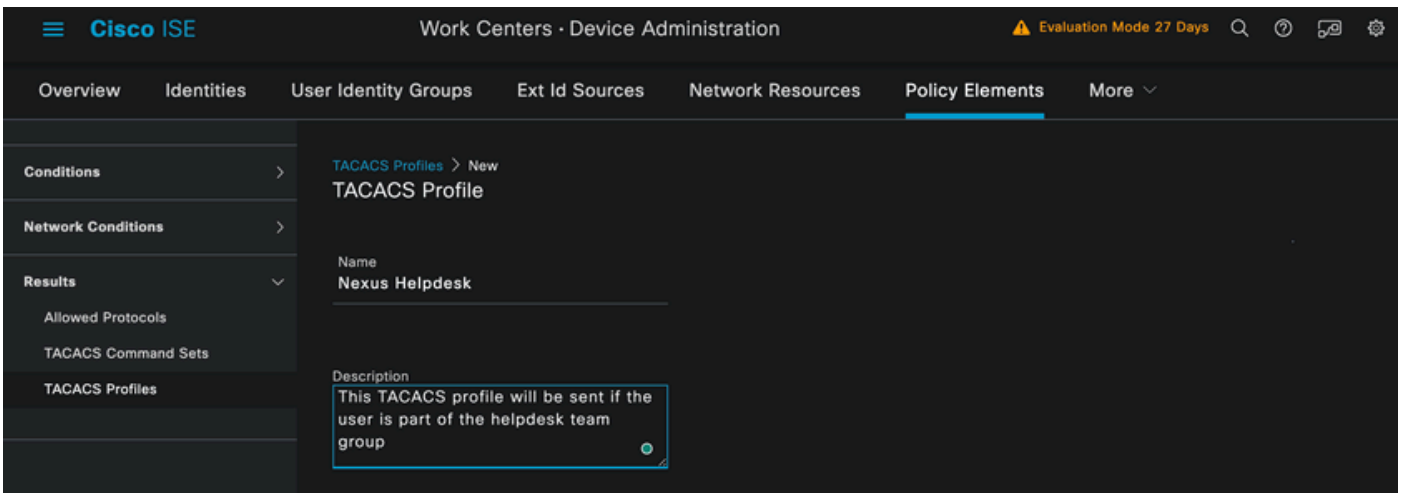 Cisco ISE
Work Centers · Device Administration
Evaluation Mode 27 Days
Overview Identities User Identity Groups Ext Id Sources Network Resources Policy Elements More
Conditions
Network Conditions
Results
Allowed Protocols
TACACS Command Sets
TACACS Profiles
TACACS Profiles > New
TACACS Profile
Name
Nexus Helpdesk
Description
This TACACS profile will be sent if the
user is part of the helpdesk team
group